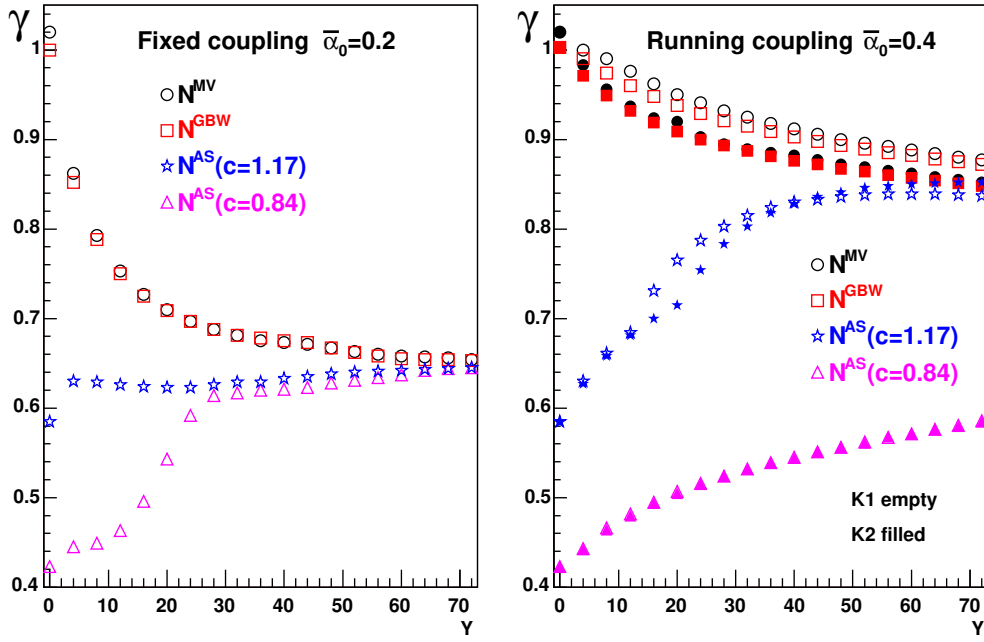 γ
Fixed coupling ᾱ₀=0.2
1
0.9
0.8
0.7
0.6
0.5
0.4
N^MV
N^GBW
N^AS(c=1.17)
N^AS(c=0.84)
0 10 20 30 40 50 60 70
Y
γ
Running coupling ᾱ₀=0.4
1
0.9
0.8
0.7
0.6
0.5
0.4
N^MV
N^GBW
N^AS(c=1.17)
N^AS(c=0.84)
K1 empty
K2 filled
0 10 20 30 40 50 60 70
Y